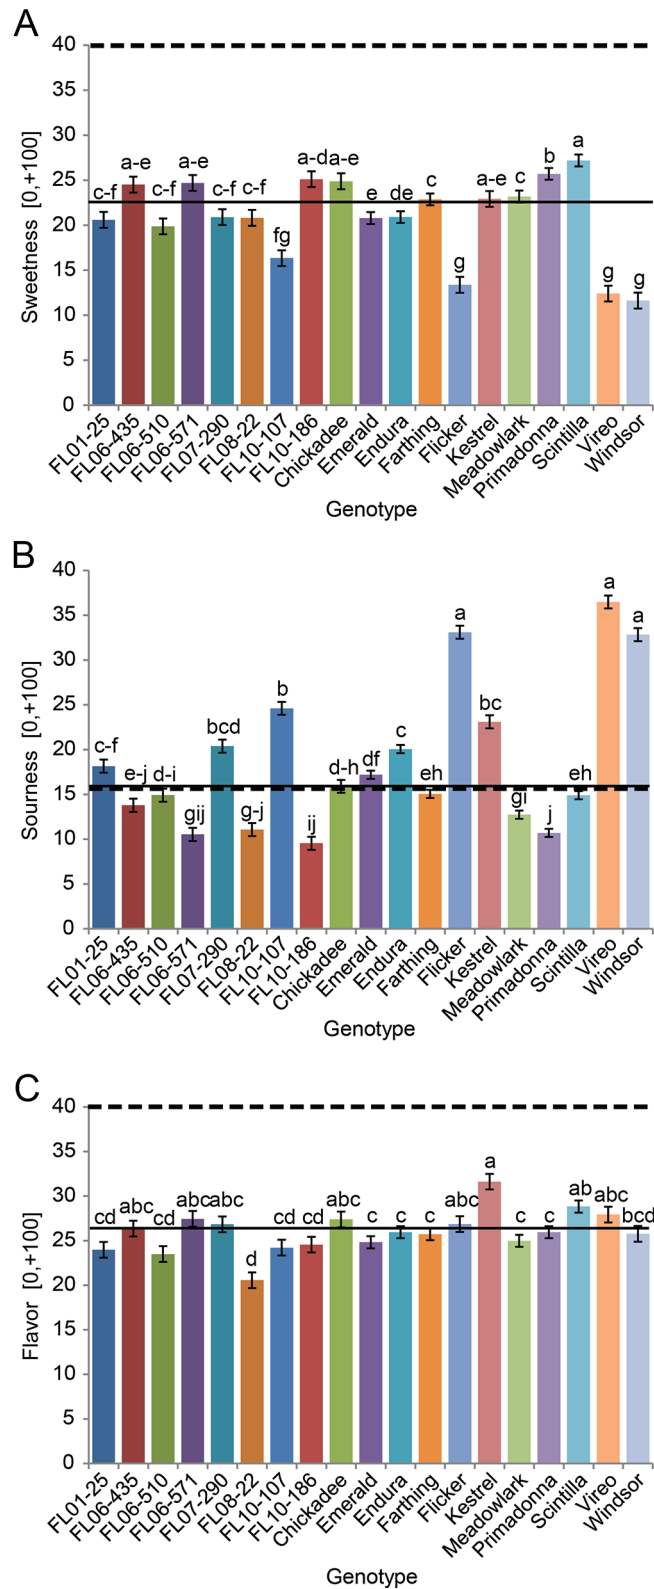 A
Sweetness [0,+100]
40
35
30
25
20
15
10
5
0
c-f a-e c-f a-e c-f c-f fg a-d a-e e de c g a-e c b a g g
FL01-25 FL06-435 FL06-510 FL06-571 FL07-290 FL08-22 FL10-107 FL10-186 Chickadee Emerald Endura Farthing Flicker Kestrel Meadowlark Primadonna Scintilla Vireo Windsor
Genotype
B
Sourness [0,+100]
40
35
30
25
20
15
10
5
0
c-f e-j d-i gij bcd g-j b ij d-h df c eh a bc gi j eh a a
FL01-25 FL06-435 FL06-510 FL06-571 FL07-290 FL08-22 FL10-107 FL10-186 Chickadee Emerald Endura Farthing Flicker Kestrel Meadowlark Primadonna Scintilla Vireo Windsor
Genotype
C
Flavor [0,+100]
40
35
30
25
20
15
10
5
0
cd abc cd abc abc d cd cd abc c c c abc a c c ab abc bcd
FL01-25 FL06-435 FL06-510 FL06-571 FL07-290 FL08-22 FL10-107 FL10-186 Chickadee Emerald Endura Farthing Flicker Kestrel Meadowlark Primadonna Scintilla Vireo Windsor
Genotype